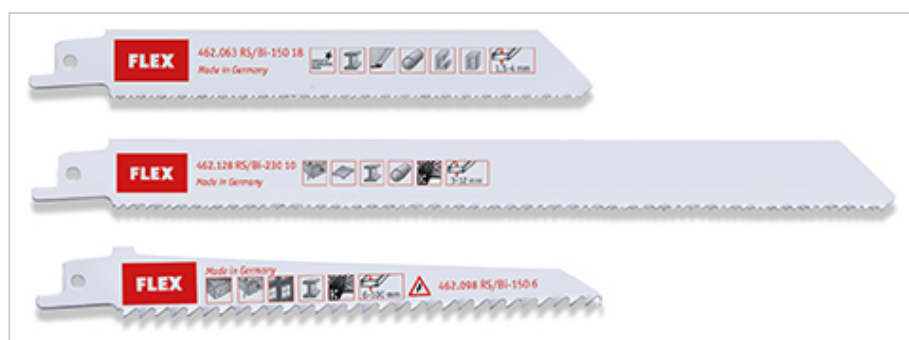 FLEX
462.063 RS/Bi-150 18
Made in Germany
1,5-4 mm
FLEX
462.128 RS/Bi-230 10
Made in Germany
3-12 mm
FLEX
Made in Germany
6-100 mm
462.098 RS/Bi-150 6